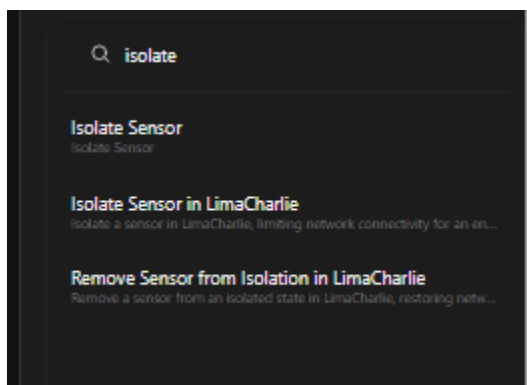 isolate
Isolate Sensor
Isolate Sensor
Isolate Sensor in LimaCharlie
Isolate a sensor in LimaCharlie, limiting network connectivity for an en...
Remove Sensor from Isolation in LimaCharlie
Remove a sensor from an isolated state in LimaCharlie, restoring netw...